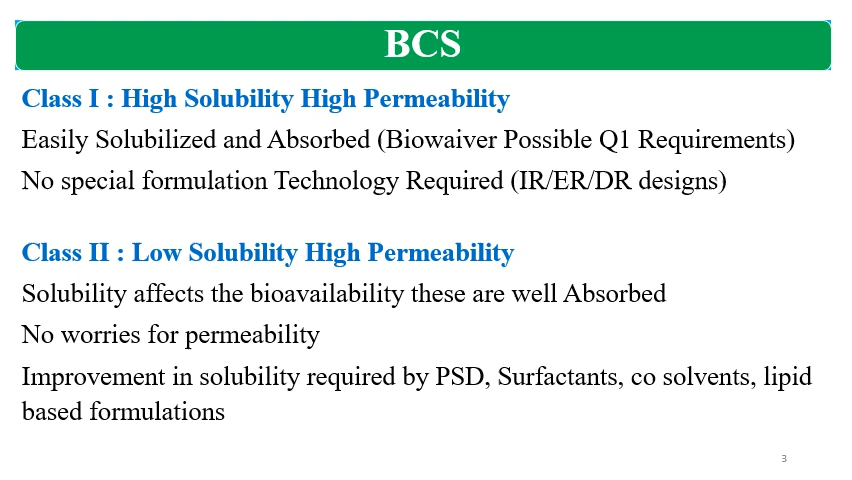 BCS
Class I : High Solubility High Permeability
Easily Solubilized and Absorbed (Biowaiver Possible Q1 Requirements)
No special formulation Technology Required (IR/ER/DR designs)
Class II : Low Solubility High Permeability
Solubility affects the bioavailability these are well Absorbed
No worries for permeability
Improvement in solubility required by PSD, Surfactants, co solvents, lipid
based formulations
3